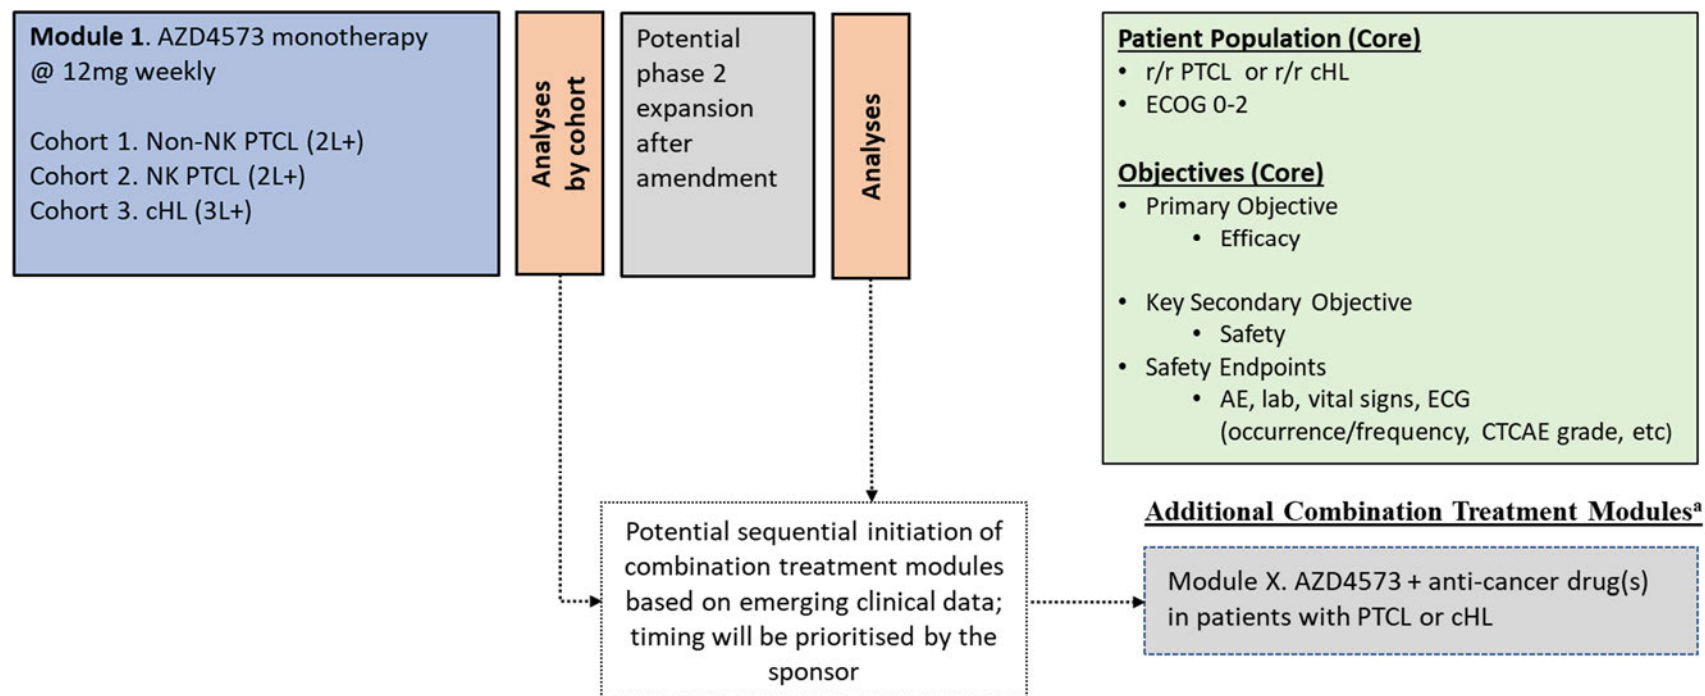 Module 1. AZD4573 monotherapy
@ 12mg weekly
Cohort 1. Non-NK PTCL (2L+)
Cohort 2. NK PTCL (2L+)
Cohort 3. cHL (3L+)
Analyses
by cohort
Potential
phase 2
expansion
after
amendment
Analyses
Patient Population (Core)
• r/r PTCL or r/r cHL
• ECOG 0-2
Objectives (Core)
• Primary Objective
• Efficacy
• Key Secondary Objective
• Safety
• Safety Endpoints
• AE, lab, vital signs, ECG
(occurrence/frequency, CTCAE grade, etc)
Potential sequential initiation of
combination treatment modules
based on emerging clinical data;
timing will be prioritised by the
sponsor
Additional Combination Treatment Modulesᵃ
Module X. AZD4573 + anti-cancer drug(s)
in patients with PTCL or cHL